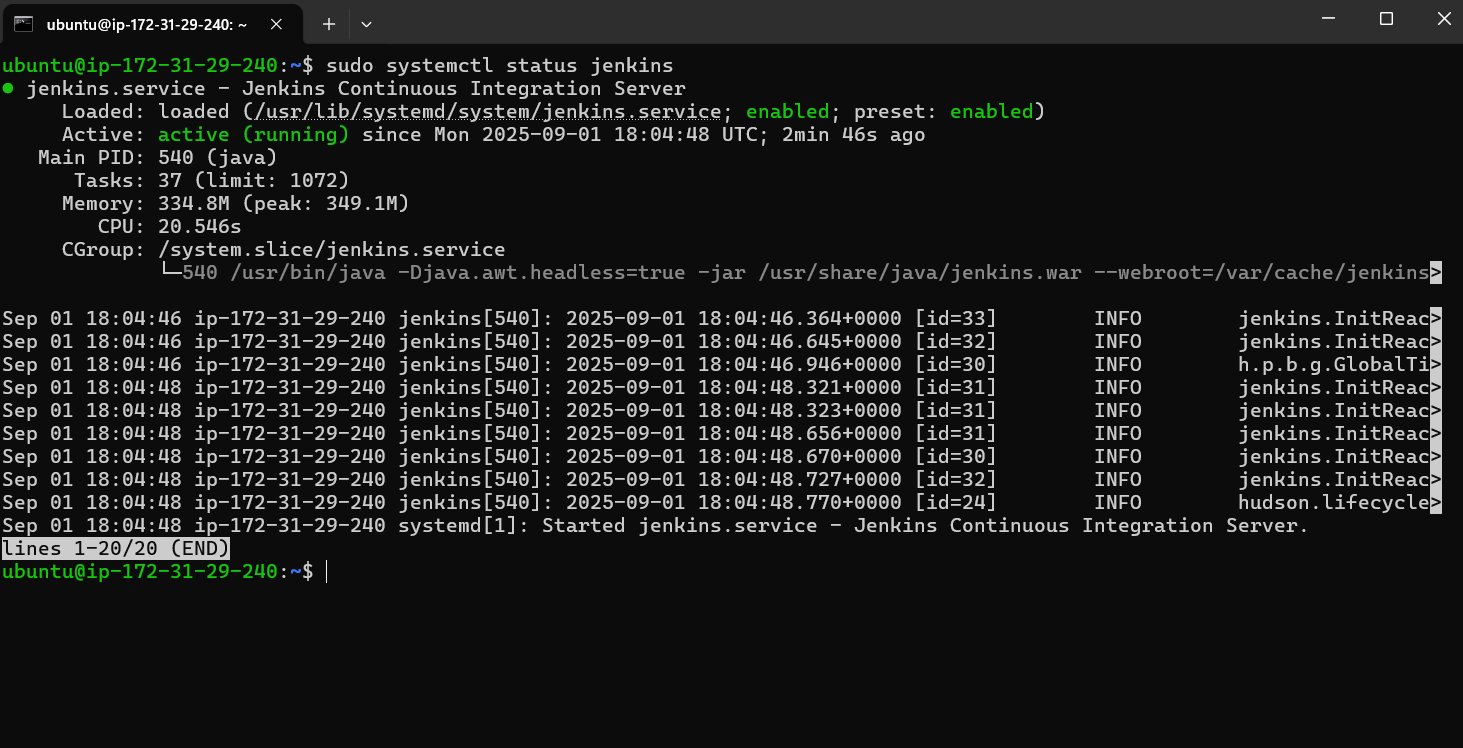 ubuntu@ip-172-31-29-240: ~
ubuntu@ip-172-31-29-240:~$ sudo systemctl status jenkins
● jenkins.service - Jenkins Continuous Integration Server
     Loaded: loaded (/usr/lib/systemd/system/jenkins.service; enabled; preset: enabled)
     Active: active (running) since Mon 2025-09-01 18:04:48 UTC; 2min 46s ago
   Main PID: 540 (java)
      Tasks: 37 (limit: 1072)
     Memory: 334.8M (peak: 349.1M)
        CPU: 20.546s
     CGroup: /system.slice/jenkins.service
             └─540 /usr/bin/java -Djava.awt.headless=true -jar /usr/share/java/jenkins.war --webroot=/var/cache/jenkins>
Sep 01 18:04:46 ip-172-31-29-240 jenkins[540]: 2025-09-01 18:04:46.364+0000 [id=33]        INFO        jenkins.InitReac>
Sep 01 18:04:46 ip-172-31-29-240 jenkins[540]: 2025-09-01 18:04:46.645+0000 [id=32]        INFO        jenkins.InitReac>
Sep 01 18:04:46 ip-172-31-29-240 jenkins[540]: 2025-09-01 18:04:46.946+0000 [id=30]        INFO        h.p.b.g.GlobalTi>
Sep 01 18:04:48 ip-172-31-29-240 jenkins[540]: 2025-09-01 18:04:48.321+0000 [id=31]        INFO        jenkins.InitReac>
Sep 01 18:04:48 ip-172-31-29-240 jenkins[540]: 2025-09-01 18:04:48.323+0000 [id=31]        INFO        jenkins.InitReac>
Sep 01 18:04:48 ip-172-31-29-240 jenkins[540]: 2025-09-01 18:04:48.656+0000 [id=31]        INFO        jenkins.InitReac>
Sep 01 18:04:48 ip-172-31-29-240 jenkins[540]: 2025-09-01 18:04:48.670+0000 [id=30]        INFO        jenkins.InitReac>
Sep 01 18:04:48 ip-172-31-29-240 jenkins[540]: 2025-09-01 18:04:48.727+0000 [id=32]        INFO        jenkins.InitReac>
Sep 01 18:04:48 ip-172-31-29-240 jenkins[540]: 2025-09-01 18:04:48.770+0000 [id=24]        INFO        hudson.lifecycle>
Sep 01 18:04:48 ip-172-31-29-240 systemd[1]: Started jenkins.service - Jenkins Continuous Integration Server.
lines 1-20/20 (END)
ubuntu@ip-172-31-29-240:~$